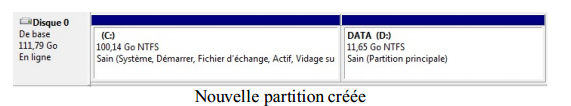 Disque 0
De base
111,79 Go
En ligne
(C:)
100,14 Go NTFS
Sain (Système, Démarrer, Fichier d'échange, Actif, Vidage su
DATA (D:)
11,65 Go NTFS
Sain (Partition principale)
Nouvelle partition créée